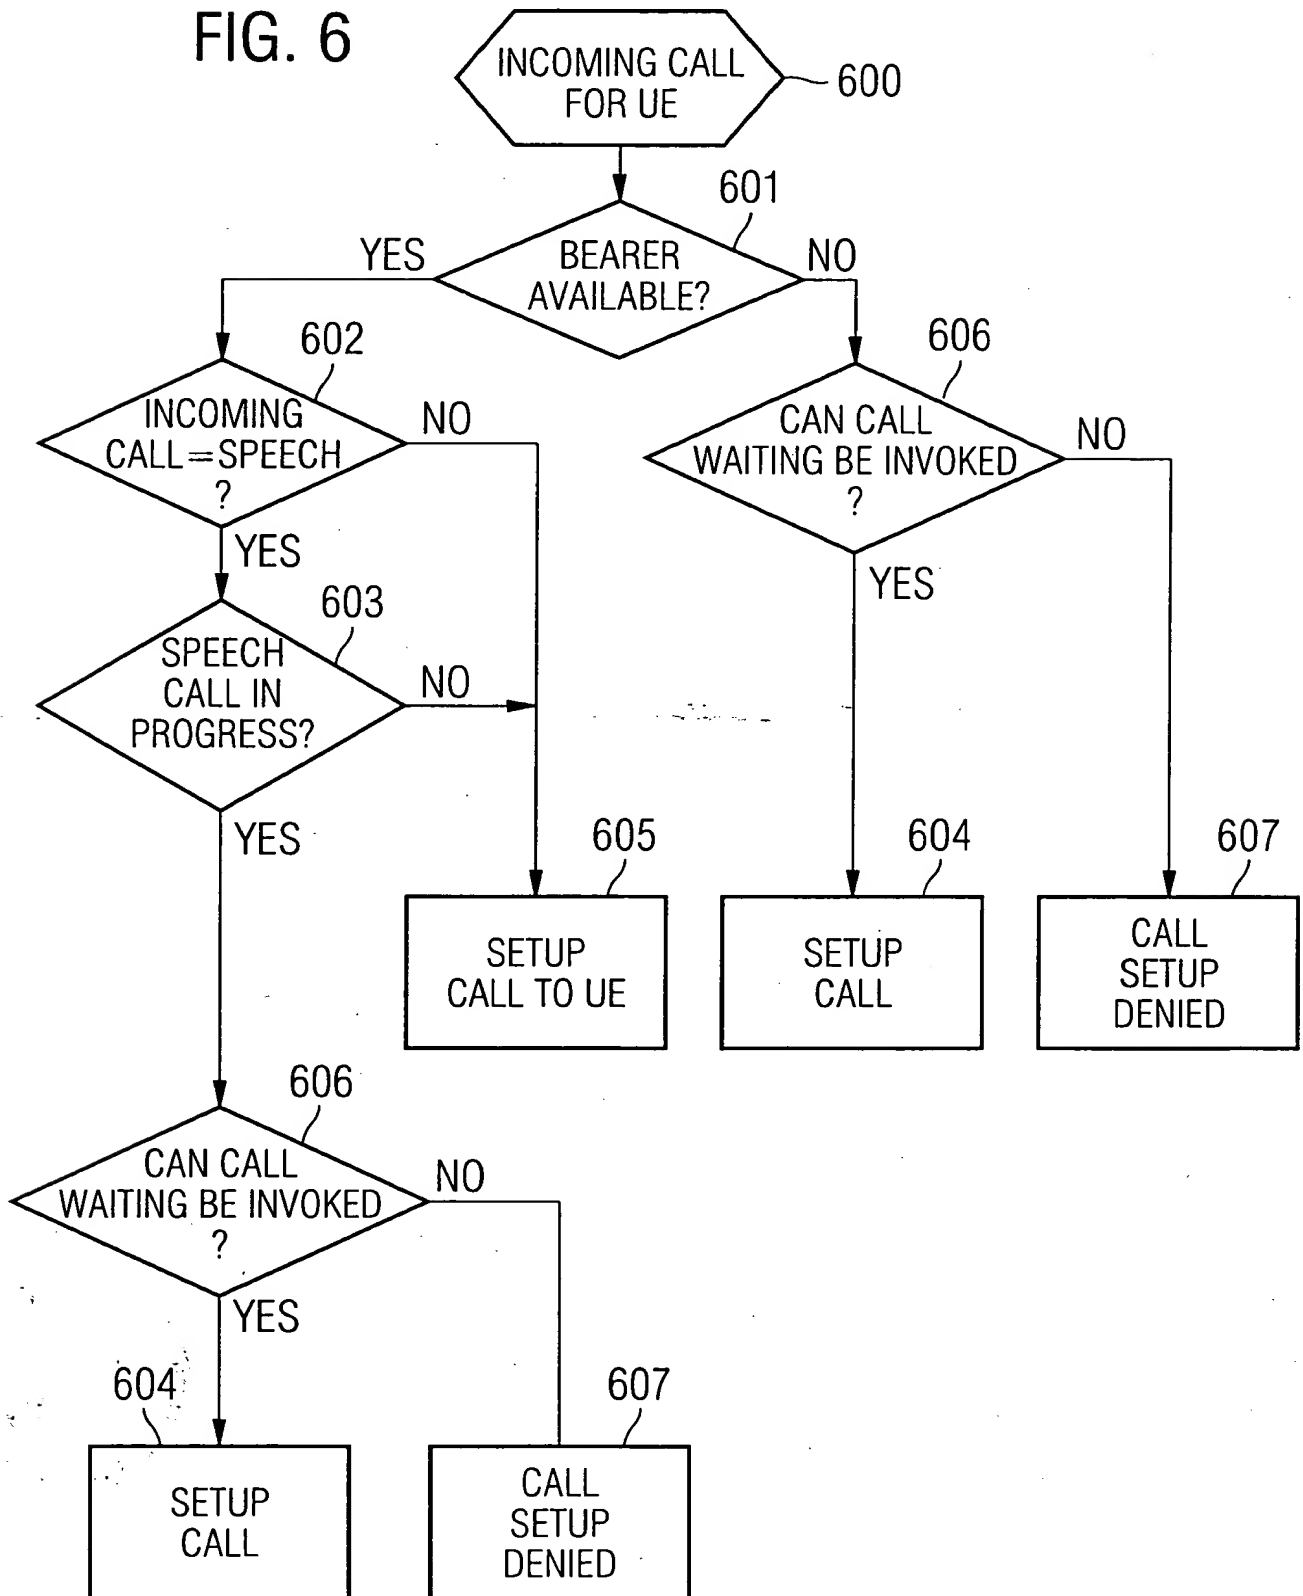 FIG. 6
INCOMING CALL
FOR UE
600
601
BEARER
AVAILABLE?
YES
NO
602
INCOMING
CALL=SPEECH
?
NO
YES
606
CAN CALL
WAITING BE INVOKED
?
NO
YES
603
SPEECH
CALL IN
PROGRESS?
NO
YES
605
SETUP
CALL TO UE
604
SETUP
CALL
607
CALL
SETUP
DENIED
606
CAN CALL
WAITING BE INVOKED
?
NO
YES
604
SETUP
CALL
607
CALL
SETUP
DENIED